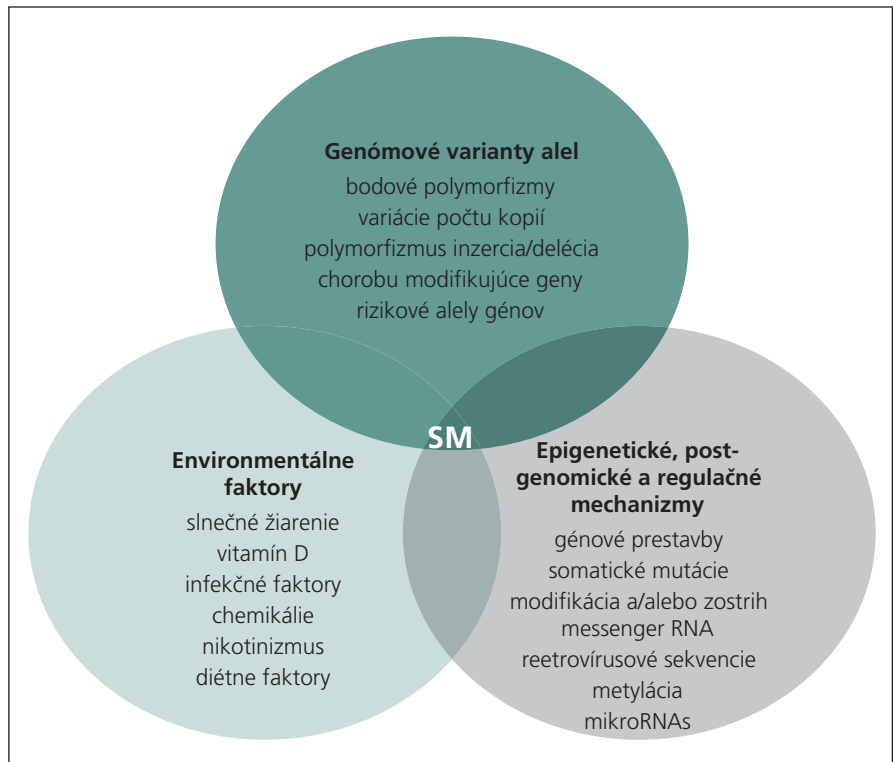 Genómové varianty alel
bodové polymorfizmy
variácie počtu kopií
polymorfizmus inzercia/delécia
chorobu modifikujúce geny
rizikové alely génov
SM
Environmentálne
faktory
slnečné žiarenie
vitamín D
infekčné faktory
chemikálie
nikotinizmus
diétne faktory
Epigenetické, post-
genomické a regulačné
mechanizmy
génové prestavby
somatické mutácie
modifikácia a/alebo zostrih
messenger RNA
reetrovírusové sekvencie
metylácia
mikroRNAs